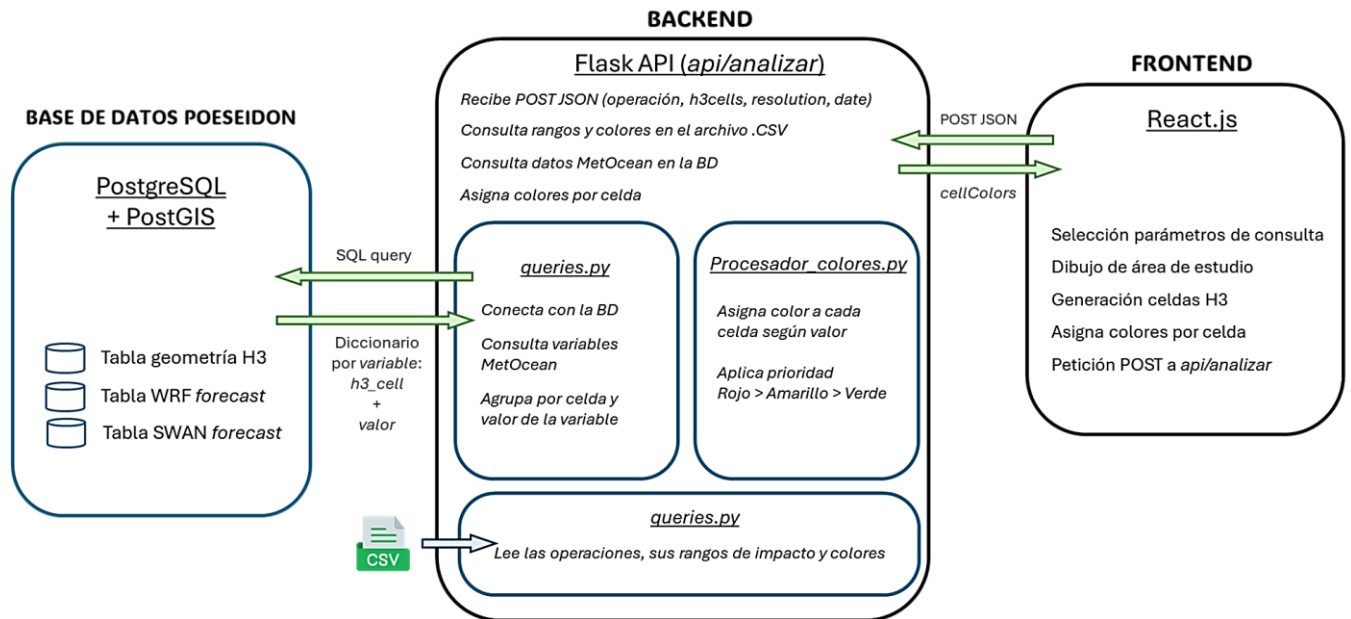 BASE DE DATOS POESEIDON
PostgreSQL
+ PostGIS
Tabla geometría H3
Tabla WRF forecast
Tabla SWAN forecast
SQL query
Diccionario
por variable:
h3_cell
+
valor
CSV
BACKEND
Flask API (api/analizar)
Recibe POST JSON (operación, h3cells, resolution, date)
Consulta rangos y colores en el archivo .CSV
Consulta datos MetOcean en la BD
Asigna colores por celda
queries.py
Conecta con la BD
Consulta variables
MetOcean
Agrupa por celda y
valor de la variable
Procesador_colores.py
Asigna color a cada
celda según valor
Aplica prioridad
Rojo > Amarillo > Verde
queries.py
Lee las operaciones, sus rangos de impacto y colores
POST JSON
cellColors
FRONTEND
React.js
Selección parámetros de consulta
Dibujo de área de estudio
Generación celdas H3
Asigna colores por celda
Petición POST a api/analizar